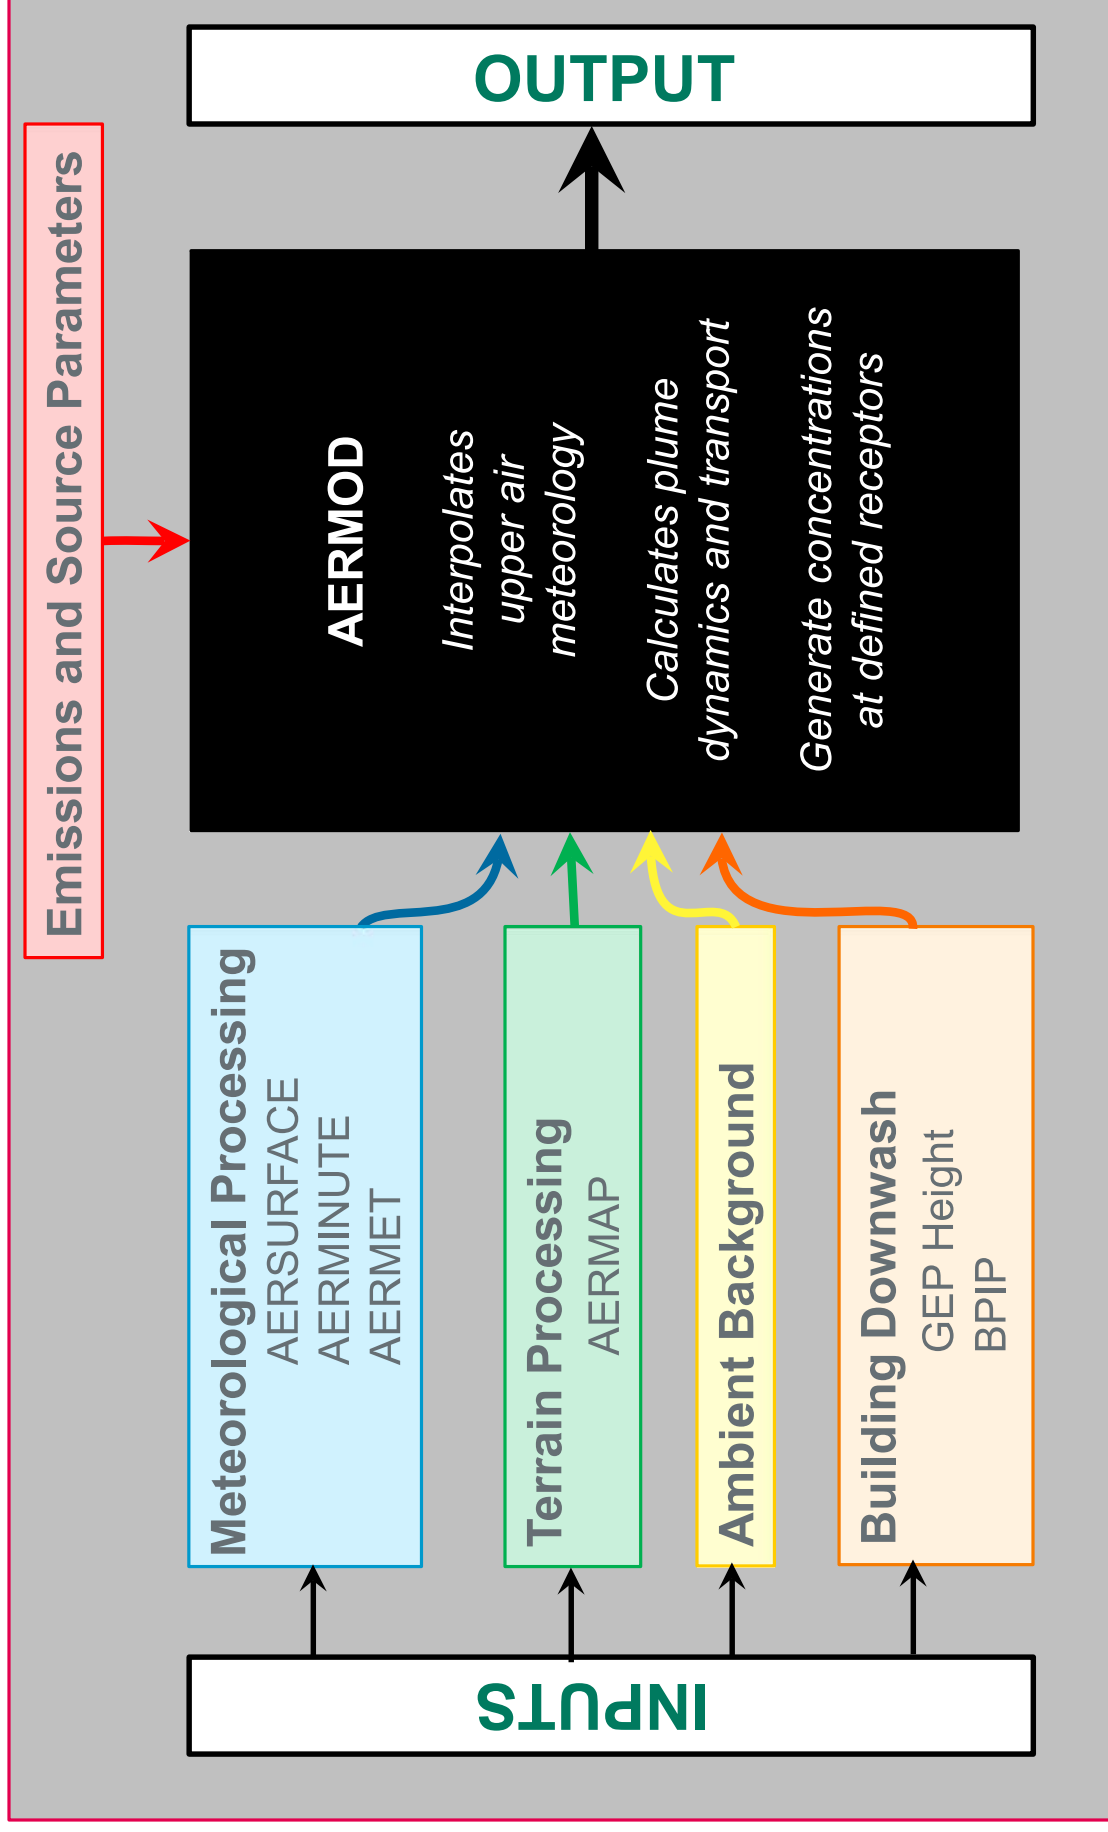 Emissions and Source Parameters
INPUTS
Meteorological Processing
AERSURFACE
AERMINUTE
AERMET
Terrain Processing
AERMAP
Ambient Background
Building Downwash
GEP Height
BPIP
AERMOD
Interpolates
upper air
meteorology
Calculates plume
dynamics and transport
Generate concentrations
at defined receptors
OUTPUT